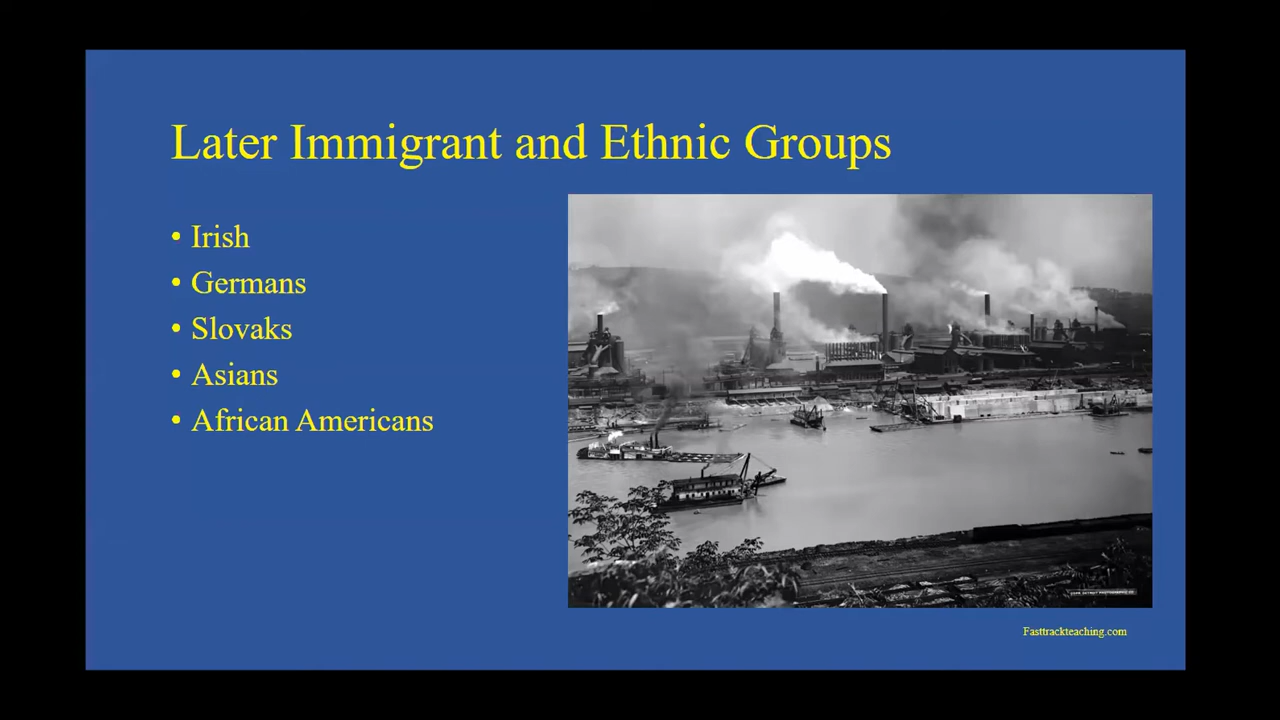 Later Immigrant and Ethnic Groups
• Irish
• Germans
• Slovaks
• Asians
• African Americans
Fasttrackteaching.com